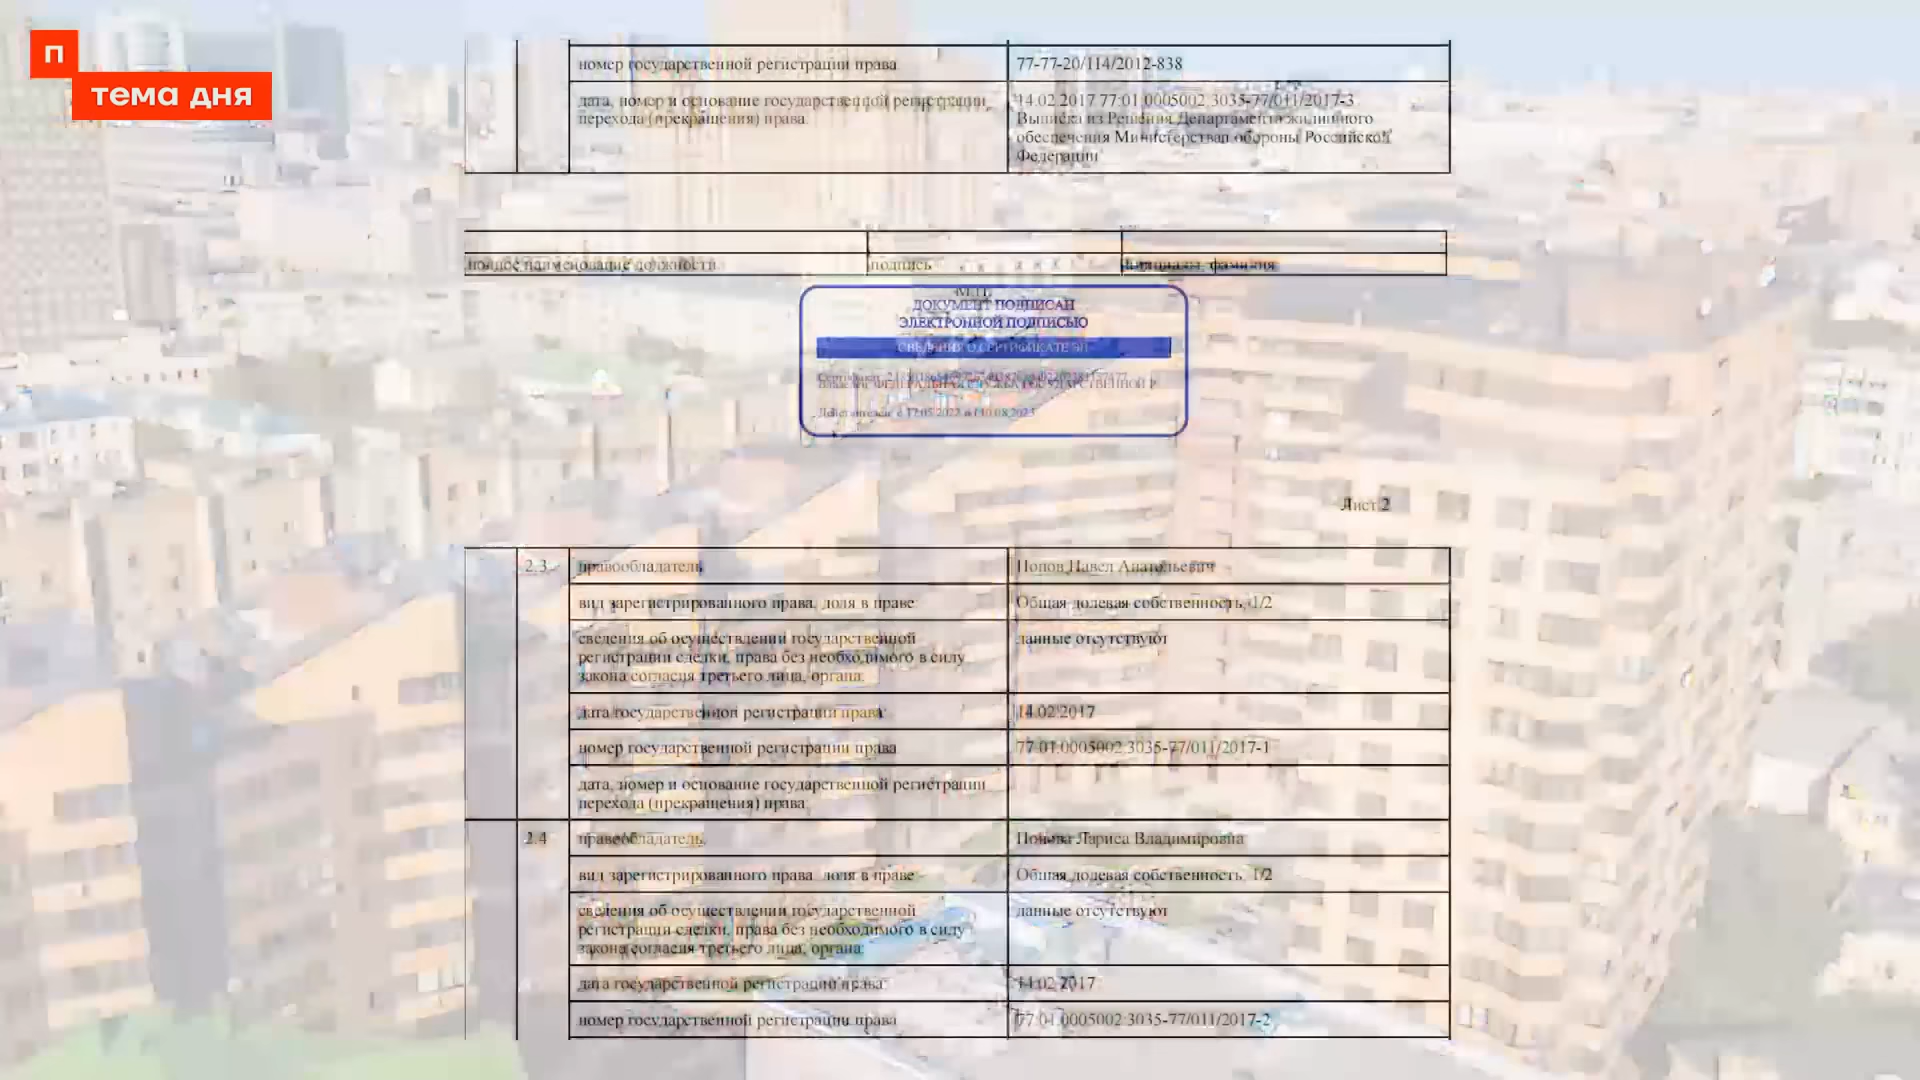 п
тема дня
номер государственной регистрации права
77-77-20/114/2012-838
дата, номер и основание государственной регистрации
перехода (прекращения) права:
14.02.2017 77:01:0005002:3035-77/011/2017-3
Выписка из Решения Департамента жилищного
обеспечения Министерства обороны Российской
Федерации
полное наименование должности
подпись
инициалы, фамилия
М.П.
ДОКУМЕНТ ПОДПИСАН
ЭЛЕКТРОННОЙ ПОДПИСЬЮ
СВЕДЕНИЯ О СЕРТИФИКАТЕ ЭП
Лист 2
2.3
правообладатель
Попов Павел Анатольевич
вид зарегистрированного права, доля в праве
Общая долевая собственность, 1/2
сведения об осуществлении государственной
регистрации сделки, права без необходимого в силу
закона согласия третьего лица, органа:
данные отсутствуют
дата государственной регистрации права
14.02.2017
номер государственной регистрации права
77:01:0005002:3035-77/011/2017-1
дата, номер и основание государственной регистрации
перехода (прекращения) права:
2.4
правообладатель
Попова Лариса Владимировна
вид зарегистрированного права, доля в праве
Общая долевая собственность, 1/2
сведения об осуществлении государственной
регистрации сделки, права без необходимого в силу
закона согласия третьего лица, органа:
данные отсутствуют
дата государственной регистрации права
14.02.2017
номер государственной регистрации права
77:01:0005002:3035-77/011/2017-2